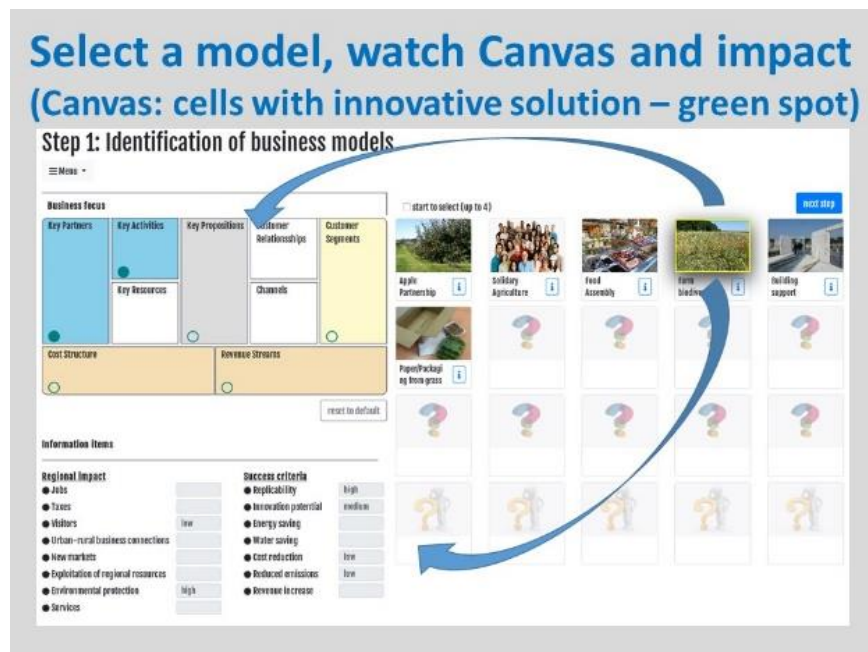 Select a model, watch Canvas and impact
(Canvas: cells with innovative solution – green spot)
Step 1: Identification of business models
Menu
Business focus
Key Partners
Key Activities
Key Propositions
Customer
Relationsships
Customer
Segments
Key Resources
Channels
Cost Structure
Revenue Streams
reset to default
start to select (up to 4)
next step
Apple
Partnership
Solidary
Agriculture
Food
Assembly
Farm
Building
support
Paper/Packagi
ng from grass
Information items
Regional impact
Jobs
Taxes
Visitors low
Urban-rural business connections
New markets
Exploitation of regional resources
Environmental protection high
Services
Success criteria
Replicability high
Innovation potential medium
Energy saving
Water saving
Cost reduction low
Reduced emissions low
Revenue increase